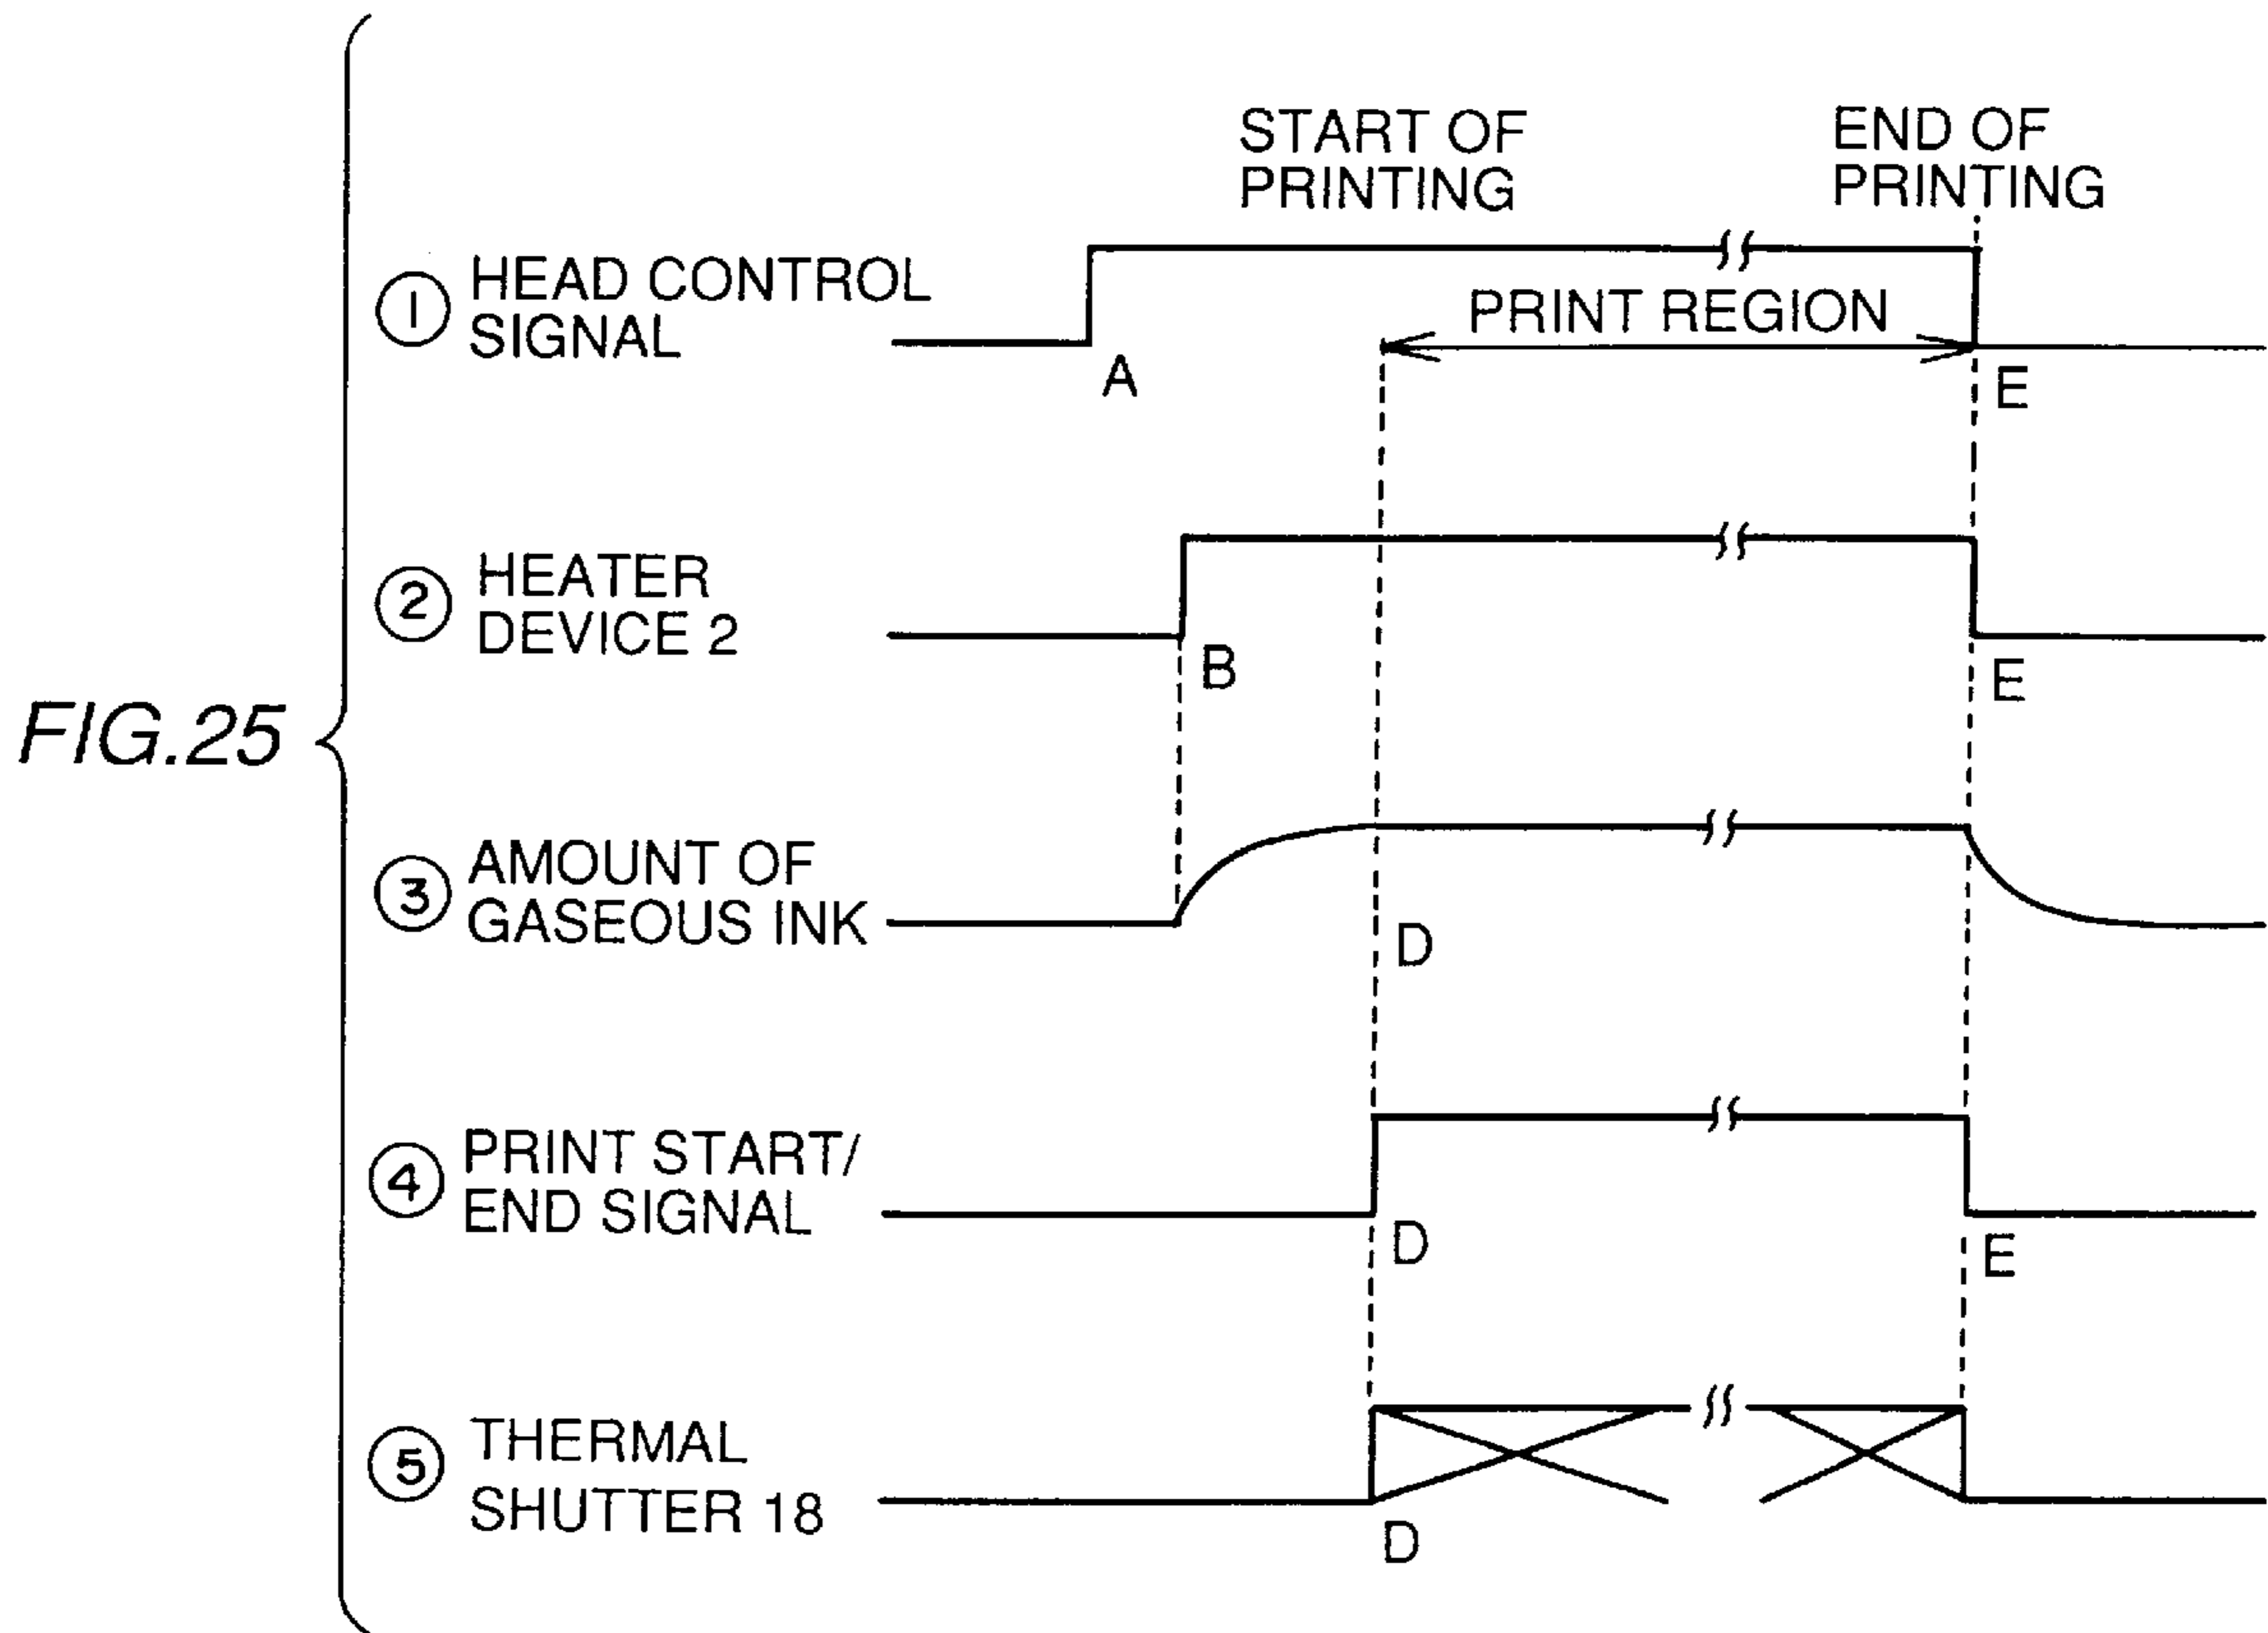 FIG.25
START OF
PRINTING
END OF
PRINTING
① HEAD CONTROL
SIGNAL
PRINT REGION
A
E
② HEATER
DEVICE 2
B
E
③ AMOUNT OF
GASEOUS INK
D
④ PRINT START/
END SIGNAL
D
E
⑤ THERMAL
SHUTTER 18
D